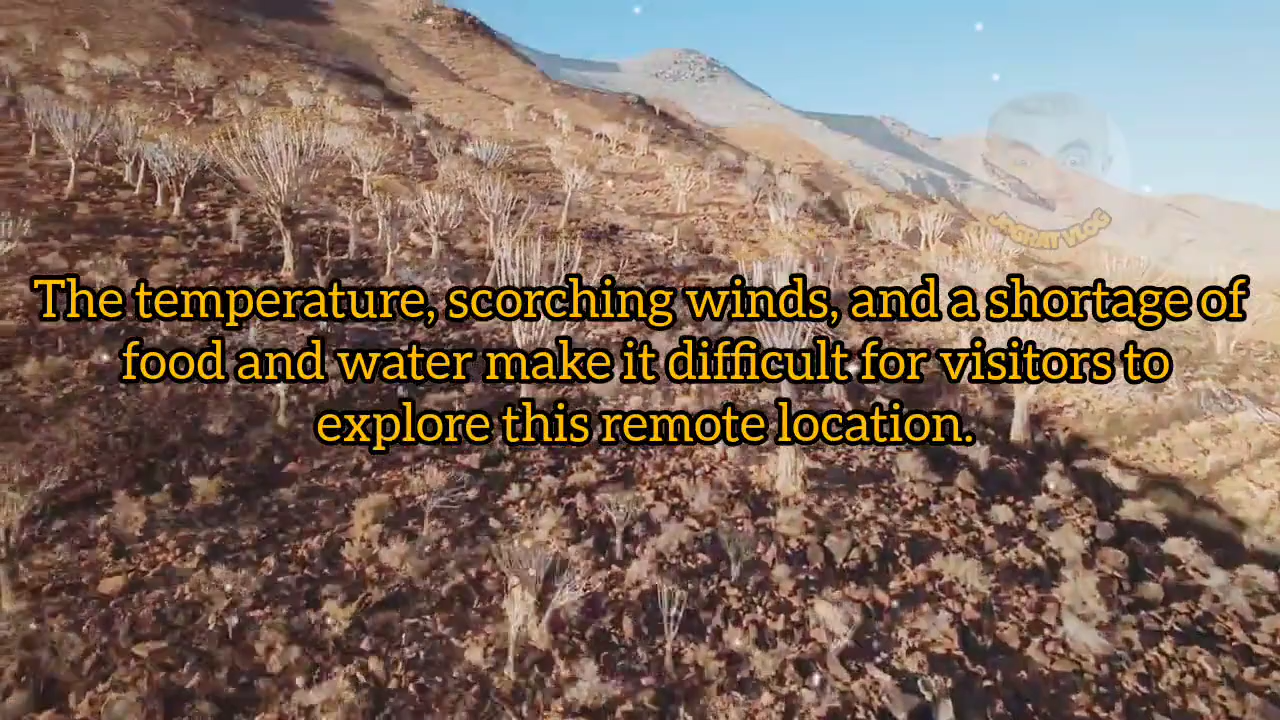 The temperature, scorching winds, and a shortage of
food and water make it difficult for visitors to
explore this remote location.